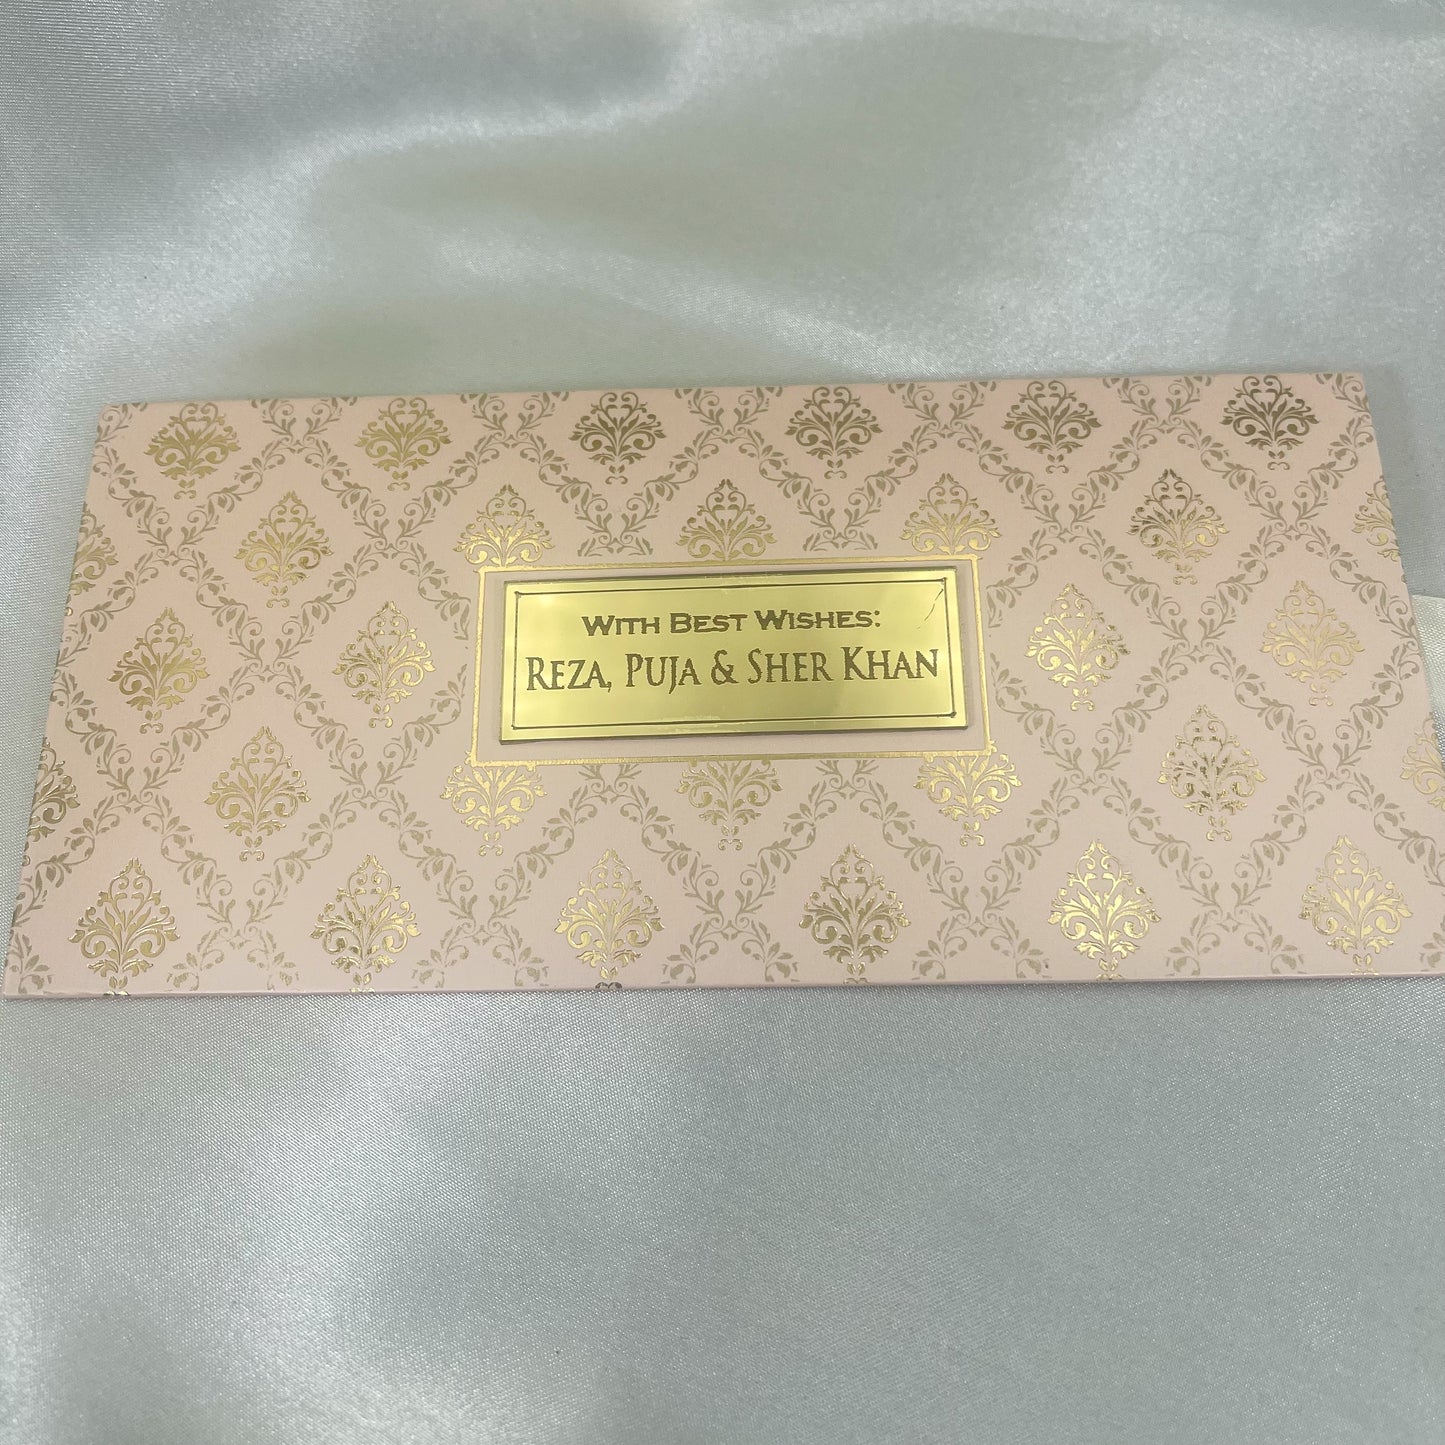 With Best Wishes:
Reza, Puja & Sher Khan